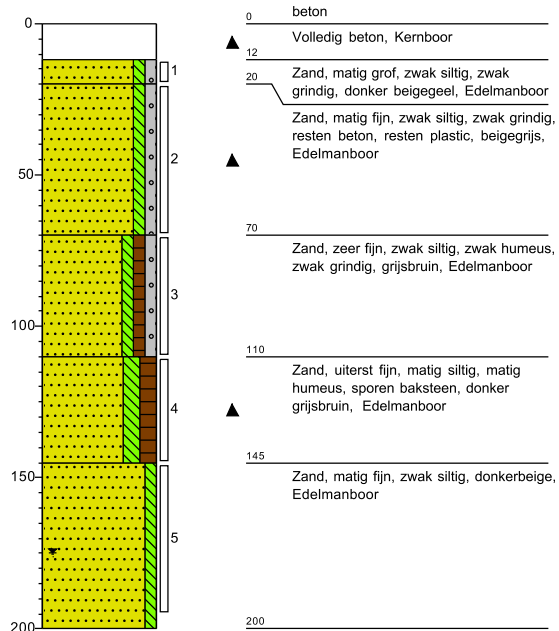 beton
0
0
Volledig beton, Kernboor
12
1
Zand, matig grof, zwak siltig, zwak
grindig, donker beigegeel, Edelmanboor
20
Zand, matig fijn, zwak siltig, zwak grindig,
resten beton, resten plastic, beigegrijs,
Edelmanboor
2
50
70
Zand, zeer fijn, zwak siltig, zwak humeus,
zwak grindig, grijsbruin, Edelmanboor
3
100
110
Zand, uiterst fijn, matig siltig, matig
humeus, sporen baksteen, donker
grijsbruin, Edelmanboor
4
145
150
Zand, matig fijn, zwak siltig, donkerbeige,
Edelmanboor
5
200
200